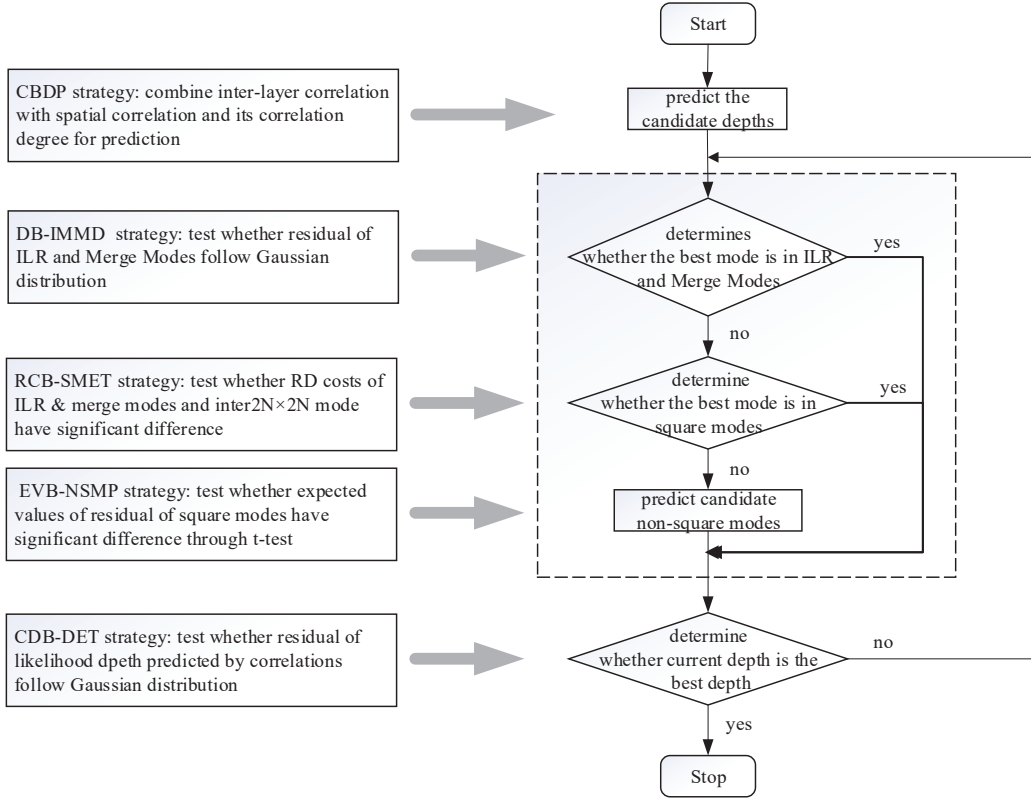 Start
CBDP strategy: combine inter-layer correlation
with spatial correlation and its correlation
degree for prediction
predict the
candidate depths
DB-IMMD strategy: test whether residual of
ILR and Merge Modes follow Gaussian
distribution
determines
whether the best mode is in ILR
and Merge Modes
yes
no
RCB-SMET strategy: test whether RD costs of
ILR & merge modes and inter2N×2N mode
have significant difference
determine
whether the best mode is in
square modes
yes
no
EVB-NSMP strategy: test whether expected
values of residual of square modes have
significant difference through t-test
predict candidate
non-square modes
CDB-DET strategy: test whether residual of
likelihood dpeth predicted by correlations
follow Gaussian distribution
determine
whether current depth is the
best depth
no
yes
Stop